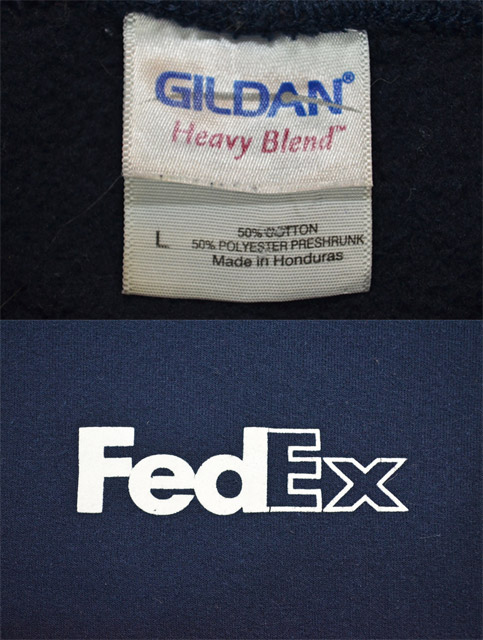 GILDAN®
Heavy Blend™
L
50% COTTON
50% POLYESTER PRESHRUNK
Made in Honduras
FedEx